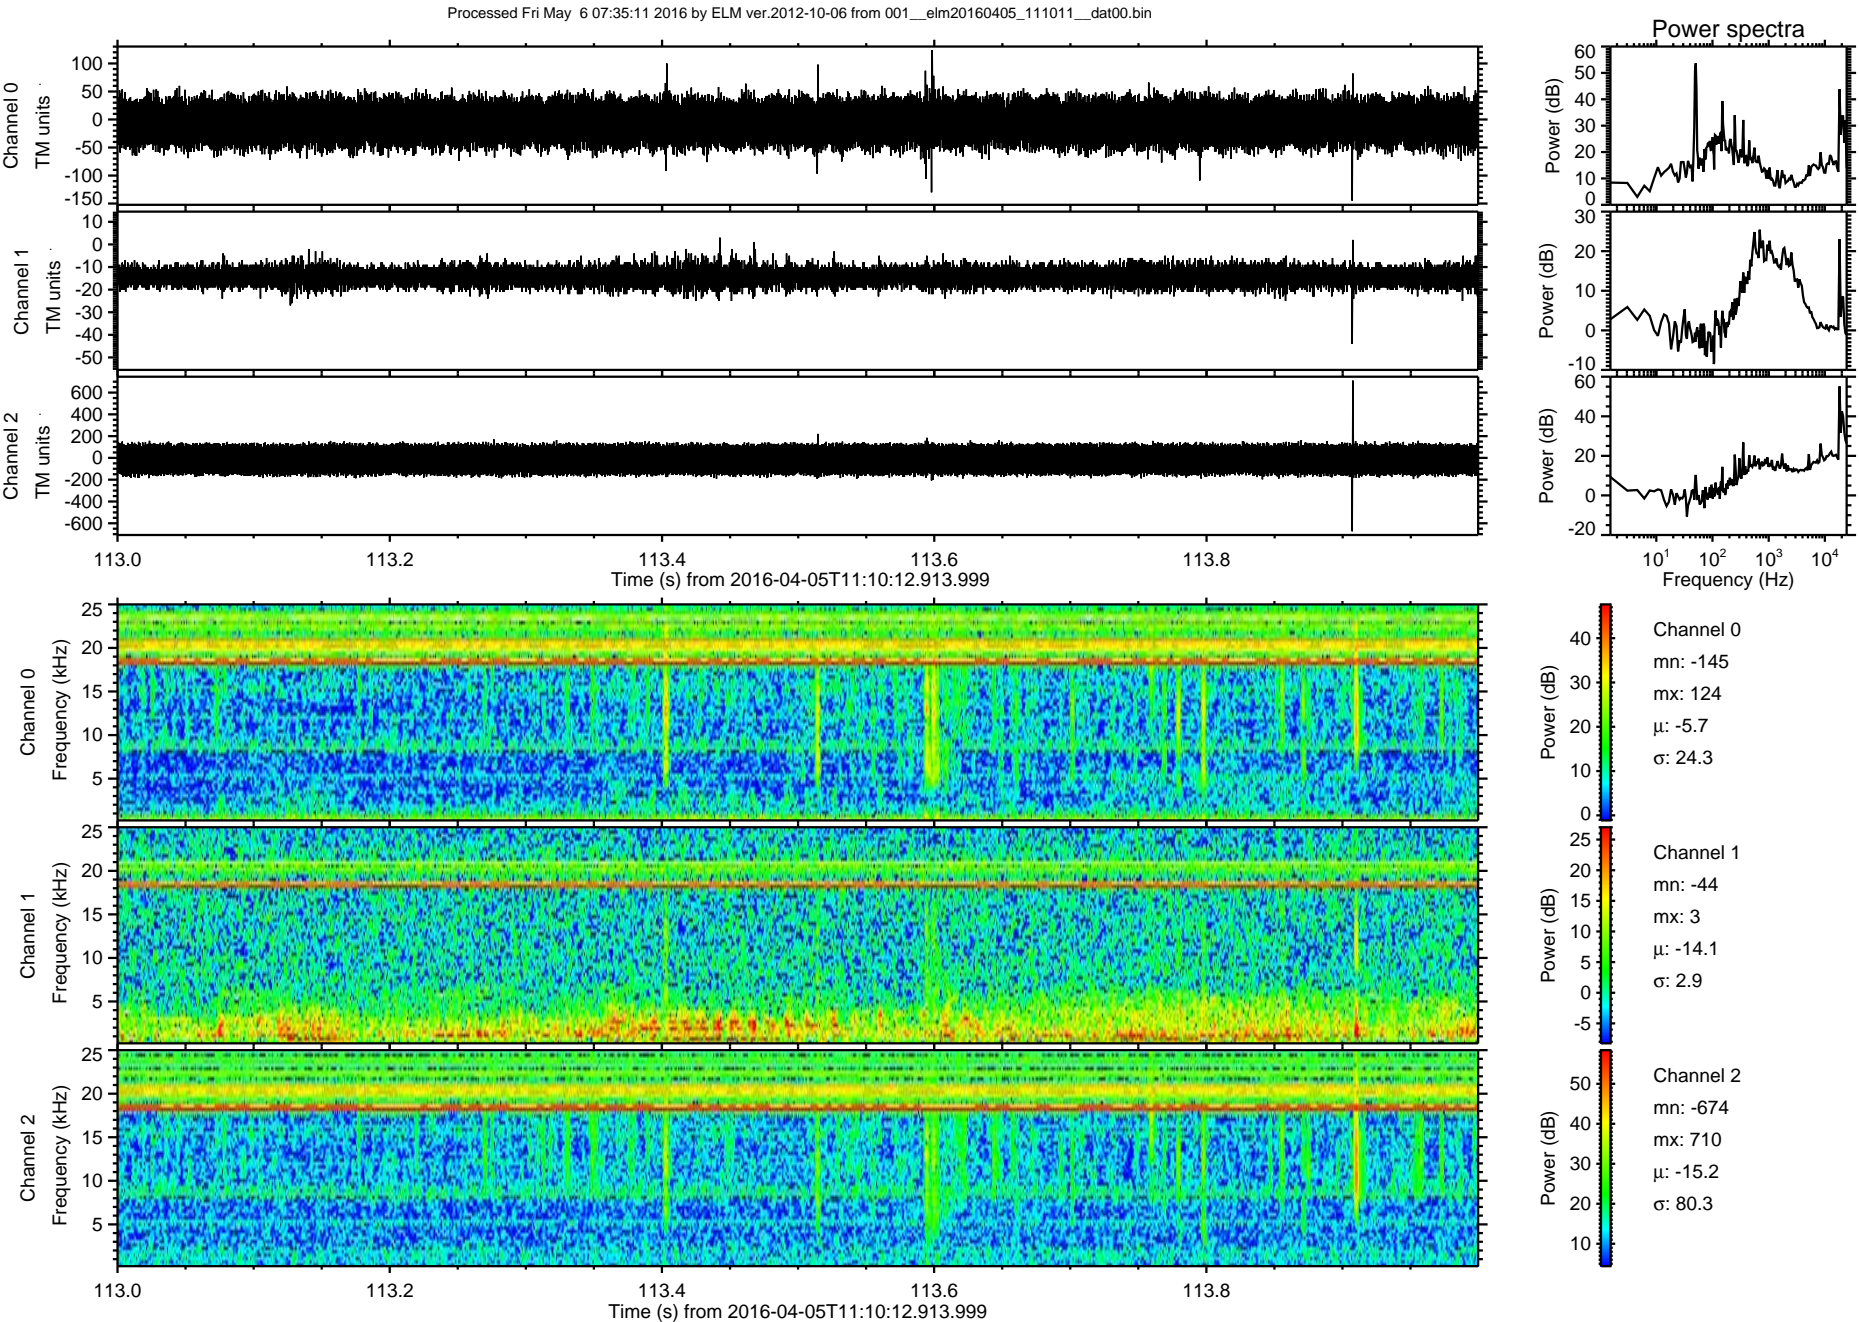 Processed Fri May  6 07:35:11 2016 by ELM ver.2012-10-06 from 001__elm20160405_111011__dat00.bin
Power spectra
Channel 0
TM units
100
50
0
-50
-100
-150
Power (dB)
60
50
40
30
20
10
0
Channel 1
TM units
10
0
-10
-20
-30
-40
-50
Power (dB)
30
20
10
0
-10
Channel 2
TM units
600
400
200
0
-200
-400
-600
Power (dB)
60
40
20
0
-20
113.0 113.2 113.4 113.6 113.8
Time (s) from 2016-04-05T11:10:12.913.999
10¹ 10² 10³ 10⁴
Frequency (Hz)
Channel 0
Frequency (kHz)
25
20
15
10
5
Power (dB)
40
30
20
10
0
Channel 0
mn: -145
mx: 124
μ: -5.7
σ: 24.3
Channel 1
Frequency (kHz)
25
20
15
10
5
Power (dB)
25
20
15
10
5
0
-5
Channel 1
mn: -44
mx: 3
μ: -14.1
σ: 2.9
Channel 2
Frequency (kHz)
25
20
15
10
5
Power (dB)
50
40
30
20
10
Channel 2
mn: -674
mx: 710
μ: -15.2
σ: 80.3
113.0 113.2 113.4 113.6 113.8
Time (s) from 2016-04-05T11:10:12.913.999